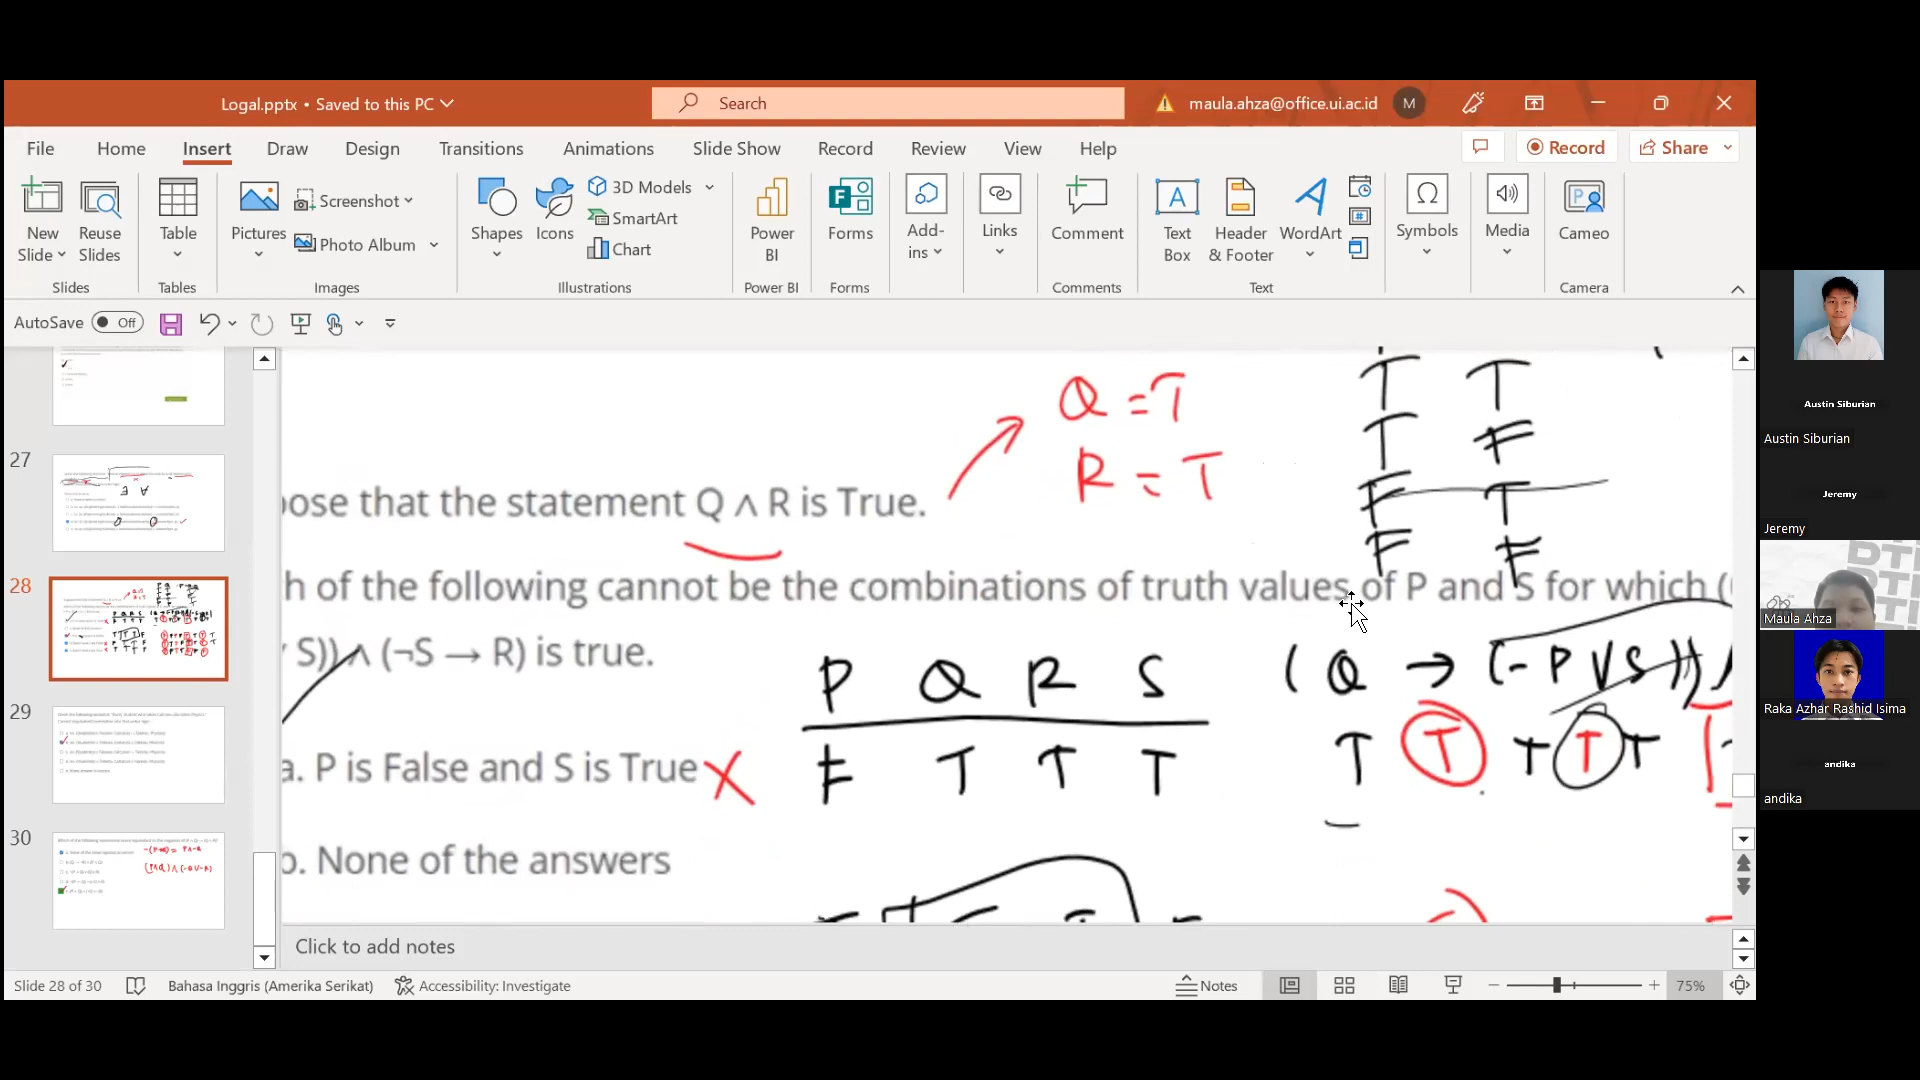 Logal.pptx • Saved to this PC
Search
maula.ahza@office.ui.ac.id
M
File Home Insert Draw Design Transitions Animations Slide Show Record Review View Help
Record
Share
New Slide
Reuse Slides
Table
Pictures
Screenshot
Photo Album
Shapes
Icons
3D Models
SmartArt
Chart
Power BI
Forms
Add-ins
Links
Comment
Text Box
Header & Footer
WordArt
Symbols
Media
Cameo
Slides Tables Images Illustrations Power BI Forms Comments Text Camera
AutoSave Off
27
28
29
30
Q = T
R = T
T T
T F
F T
F F
pose that the statement Q ∧ R is True.
h of the following cannot be the combinations of truth values of P and S for which (
S)) ∧ (¬S → R) is true.
P Q R S
(Q → (¬P ∨ S)) ∧
a. P is False and S is True X
F T T T
T T T T T
b. None of the answers
Click to add notes
Slide 28 of 30
Bahasa Inggris (Amerika Serikat)
Accessibility: Investigate
Notes
75%
Austin Siburian
Austin Siburian
Jeremy
Jeremy
Maula Ahza
Raka Azhar Rashid Isima
andika
andika